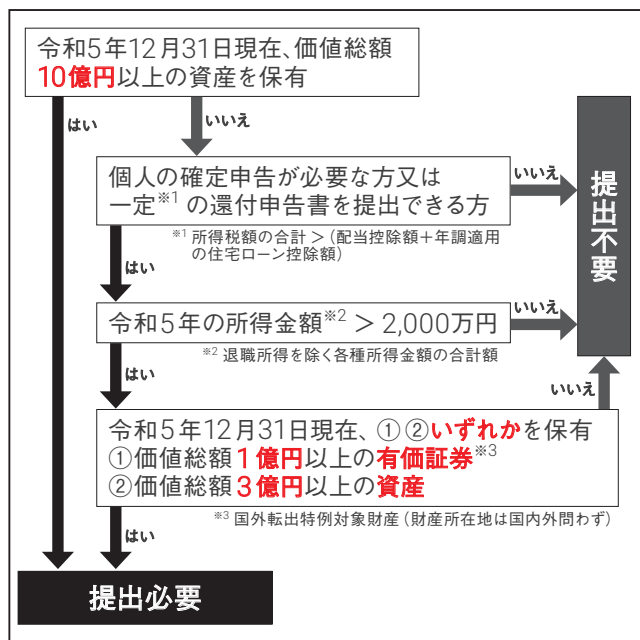 令和5年12月31日現在、価値総額
10億円以上の資産を保有
はい
いいえ
個人の確定申告が必要な方又は
一定※1 の還付申告書を提出できる方
いいえ
※1 所得税額の合計 > (配当控除額+年調適用
の住宅ローン控除額)
はい
令和5年の所得金額※2 > 2,000万円
いいえ
※2 退職所得を除く各種所得金額の合計額
はい
いいえ
提出不要
令和5年12月31日現在、①②いずれかを保有
①価値総額1億円以上の有価証券※3
②価値総額3億円以上の資産
※3 国外転出特例対象財産(財産所在地は国内外問わず)
はい
提出必要